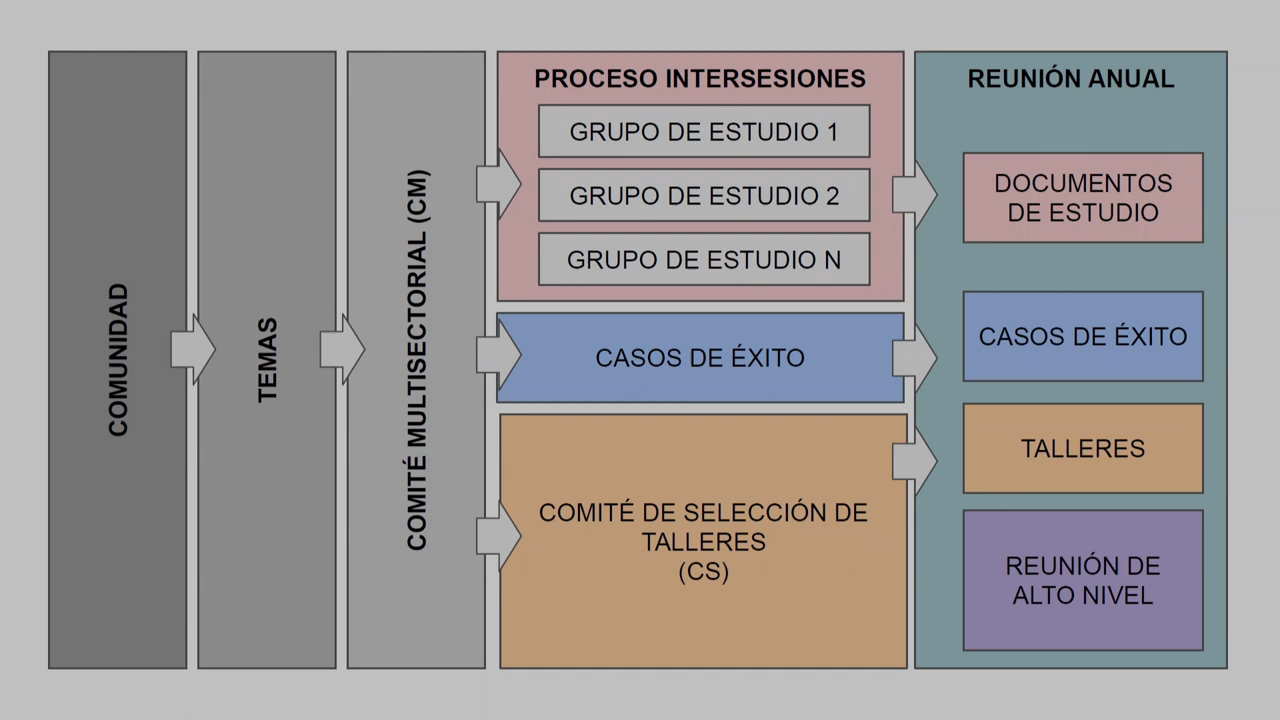 COMUNIDAD
TEMAS
COMITÉ MULTISECTORIAL (CM)
PROCESO INTERSESIONES
GRUPO DE ESTUDIO 1
GRUPO DE ESTUDIO 2
GRUPO DE ESTUDIO N
CASOS DE ÉXITO
COMITÉ DE SELECCIÓN DE
TALLERES
(CS)
REUNIÓN ANUAL
DOCUMENTOS
DE ESTUDIO
CASOS DE ÉXITO
TALLERES
REUNIÓN DE
ALTO NIVEL